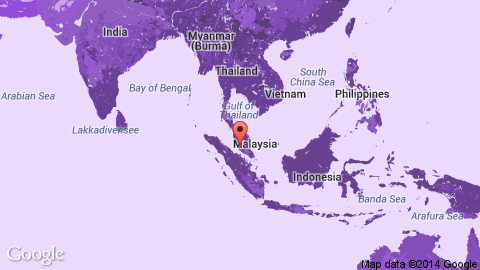 India
Myanmar
(Burma)
Thailand
South
China Sea
Arabian Sea
Bay of Bengal
Vietnam
Philippines
Gulf of
Thailand
Lakkadivensee
Malaysia
Indonesia
Banda Sea
Arafura Sea
Google
Map data ©2014 Google